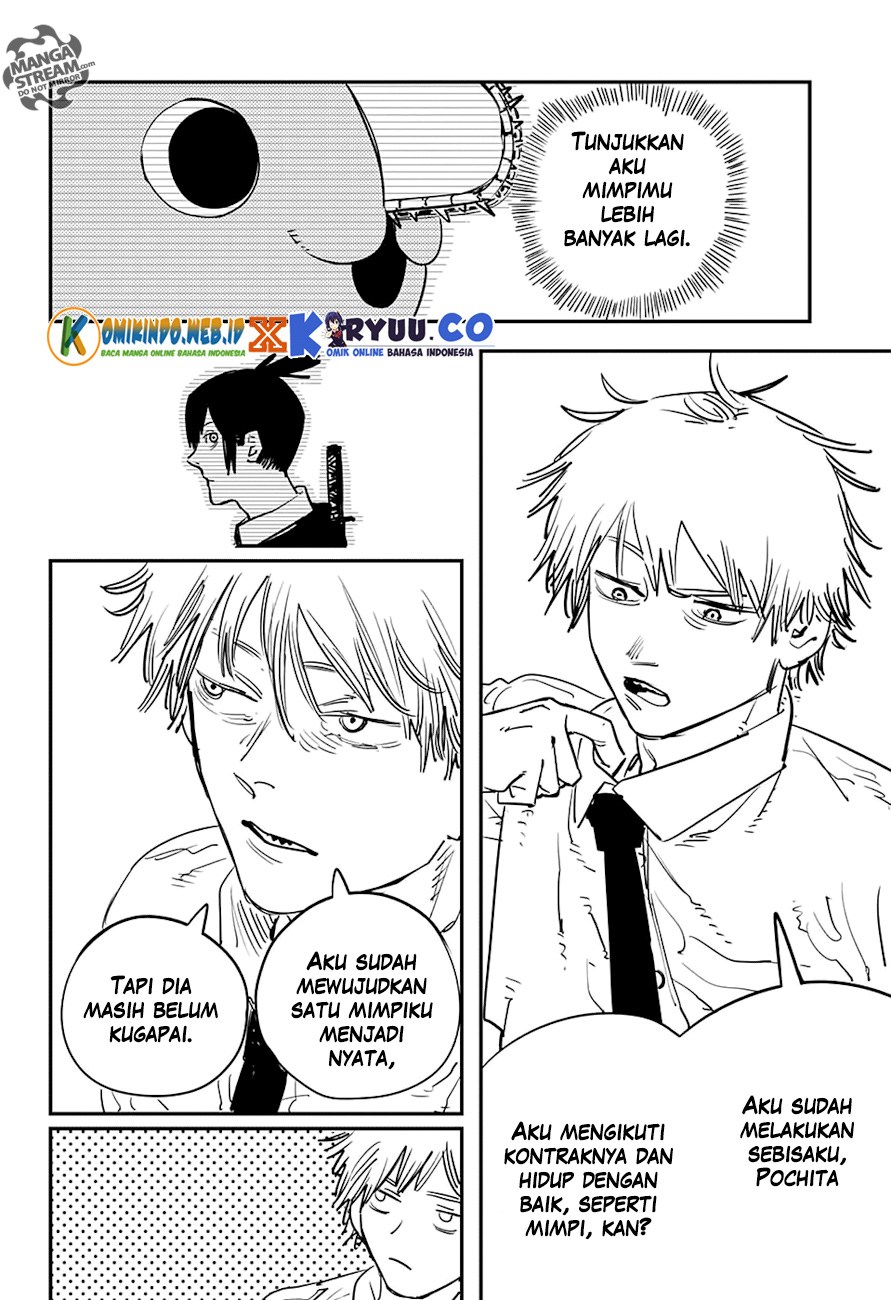 MANGA
STREAM.com
DO NOT MIRROR
TUNJUKKAN
AKU
MIMPIMU
LEBIH
BANYAK LAGI.
KOMIKINDO.WEB.ID X KIRYUU.CO
BACA MANGA ONLINE BAHASA INDONESIA
OMIK ONLINE BAHASA INDONESIA
AKU SUDAH
MELAKUKAN
SEBISAKU,
POCHITA
AKU MENGIKUTI
KONTRAKNYA DAN
HIDUP DENGAN
BAIK, SEPERTI
MIMPI, KAN?
AKU SUDAH
MEWUJUDKAN
SATU MIMPIKU
MENJADI
NYATA,
TAPI DIA
MASIH BELUM
KUGAPAI.